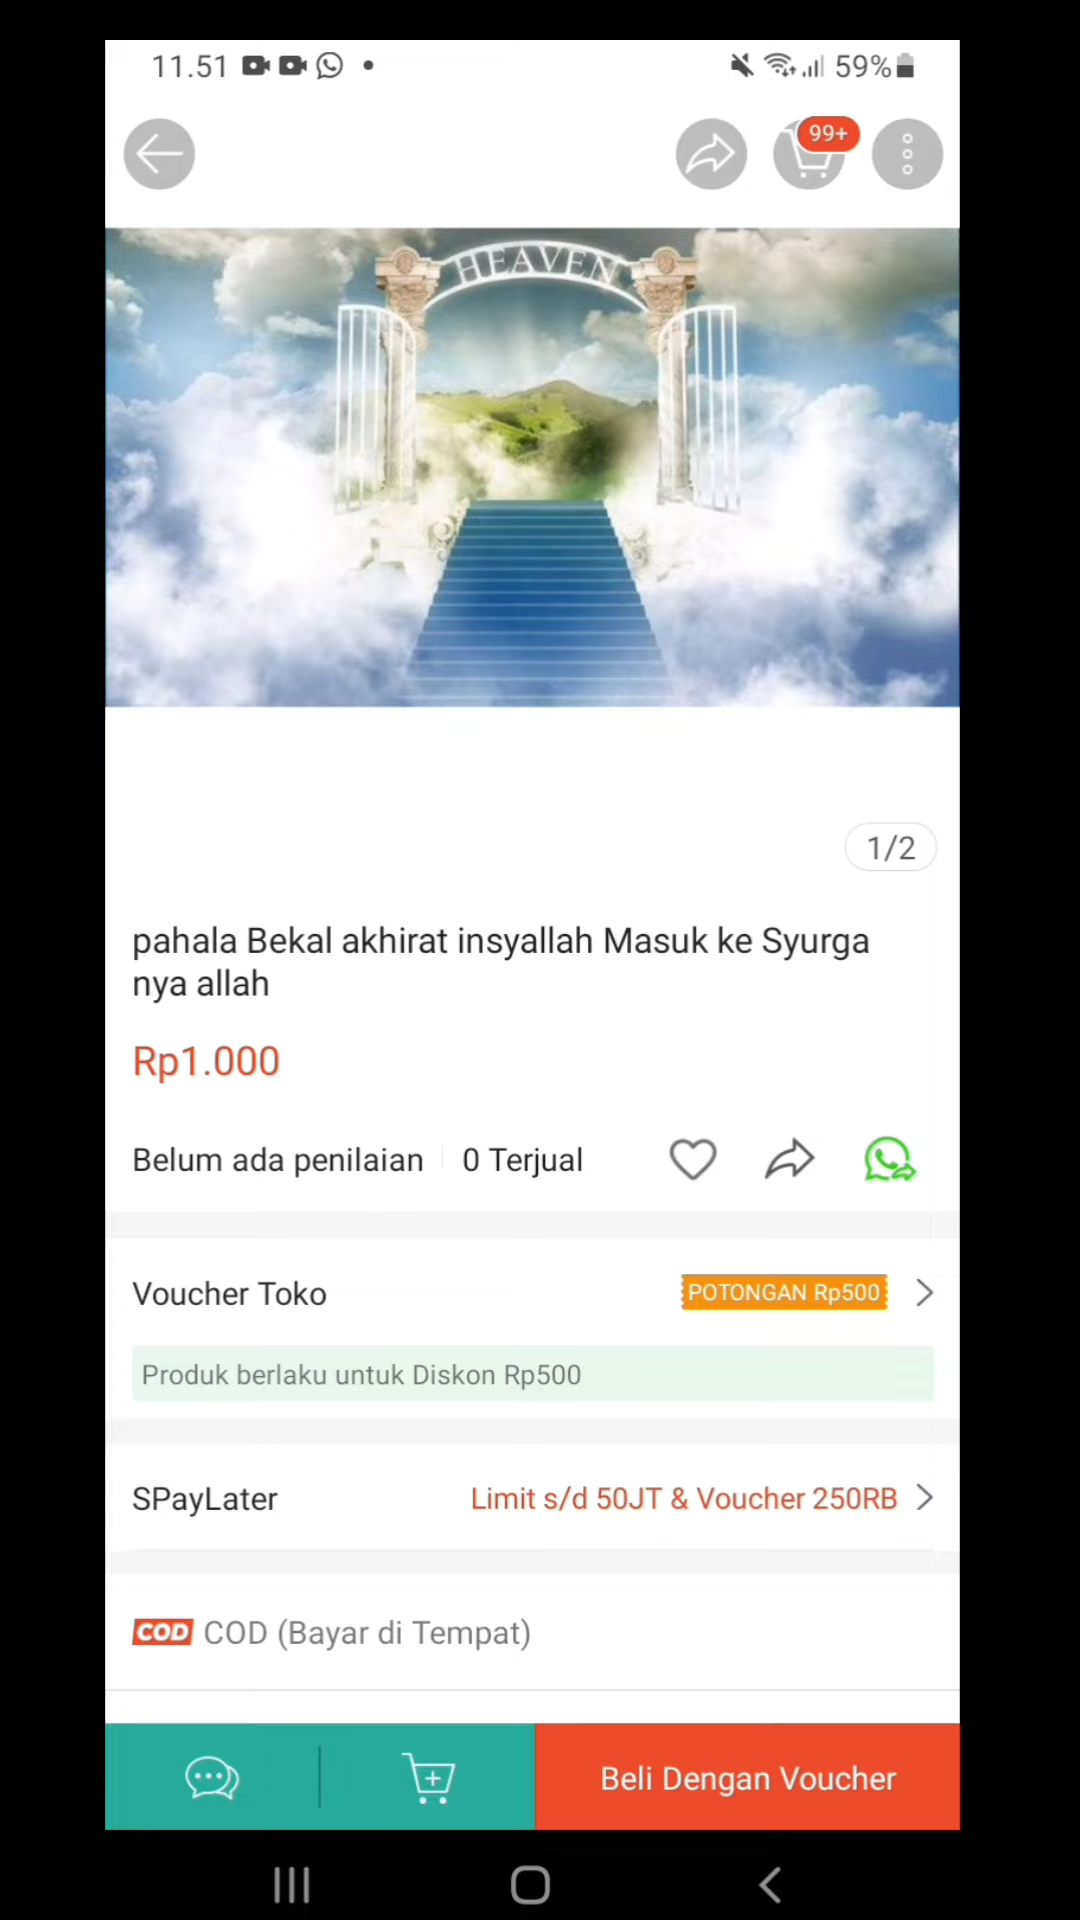 11.51
59%
99+
HEAVEN
1/2
pahala Bekal akhirat insyallah Masuk ke Syurga
nya allah
Rp1.000
Belum ada penilaian
0 Terjual
Voucher Toko
POTONGAN Rp500
Produk berlaku untuk Diskon Rp500
SPayLater
Limit s/d 50JT & Voucher 250RB
COD COD (Bayar di Tempat)
Beli Dengan Voucher